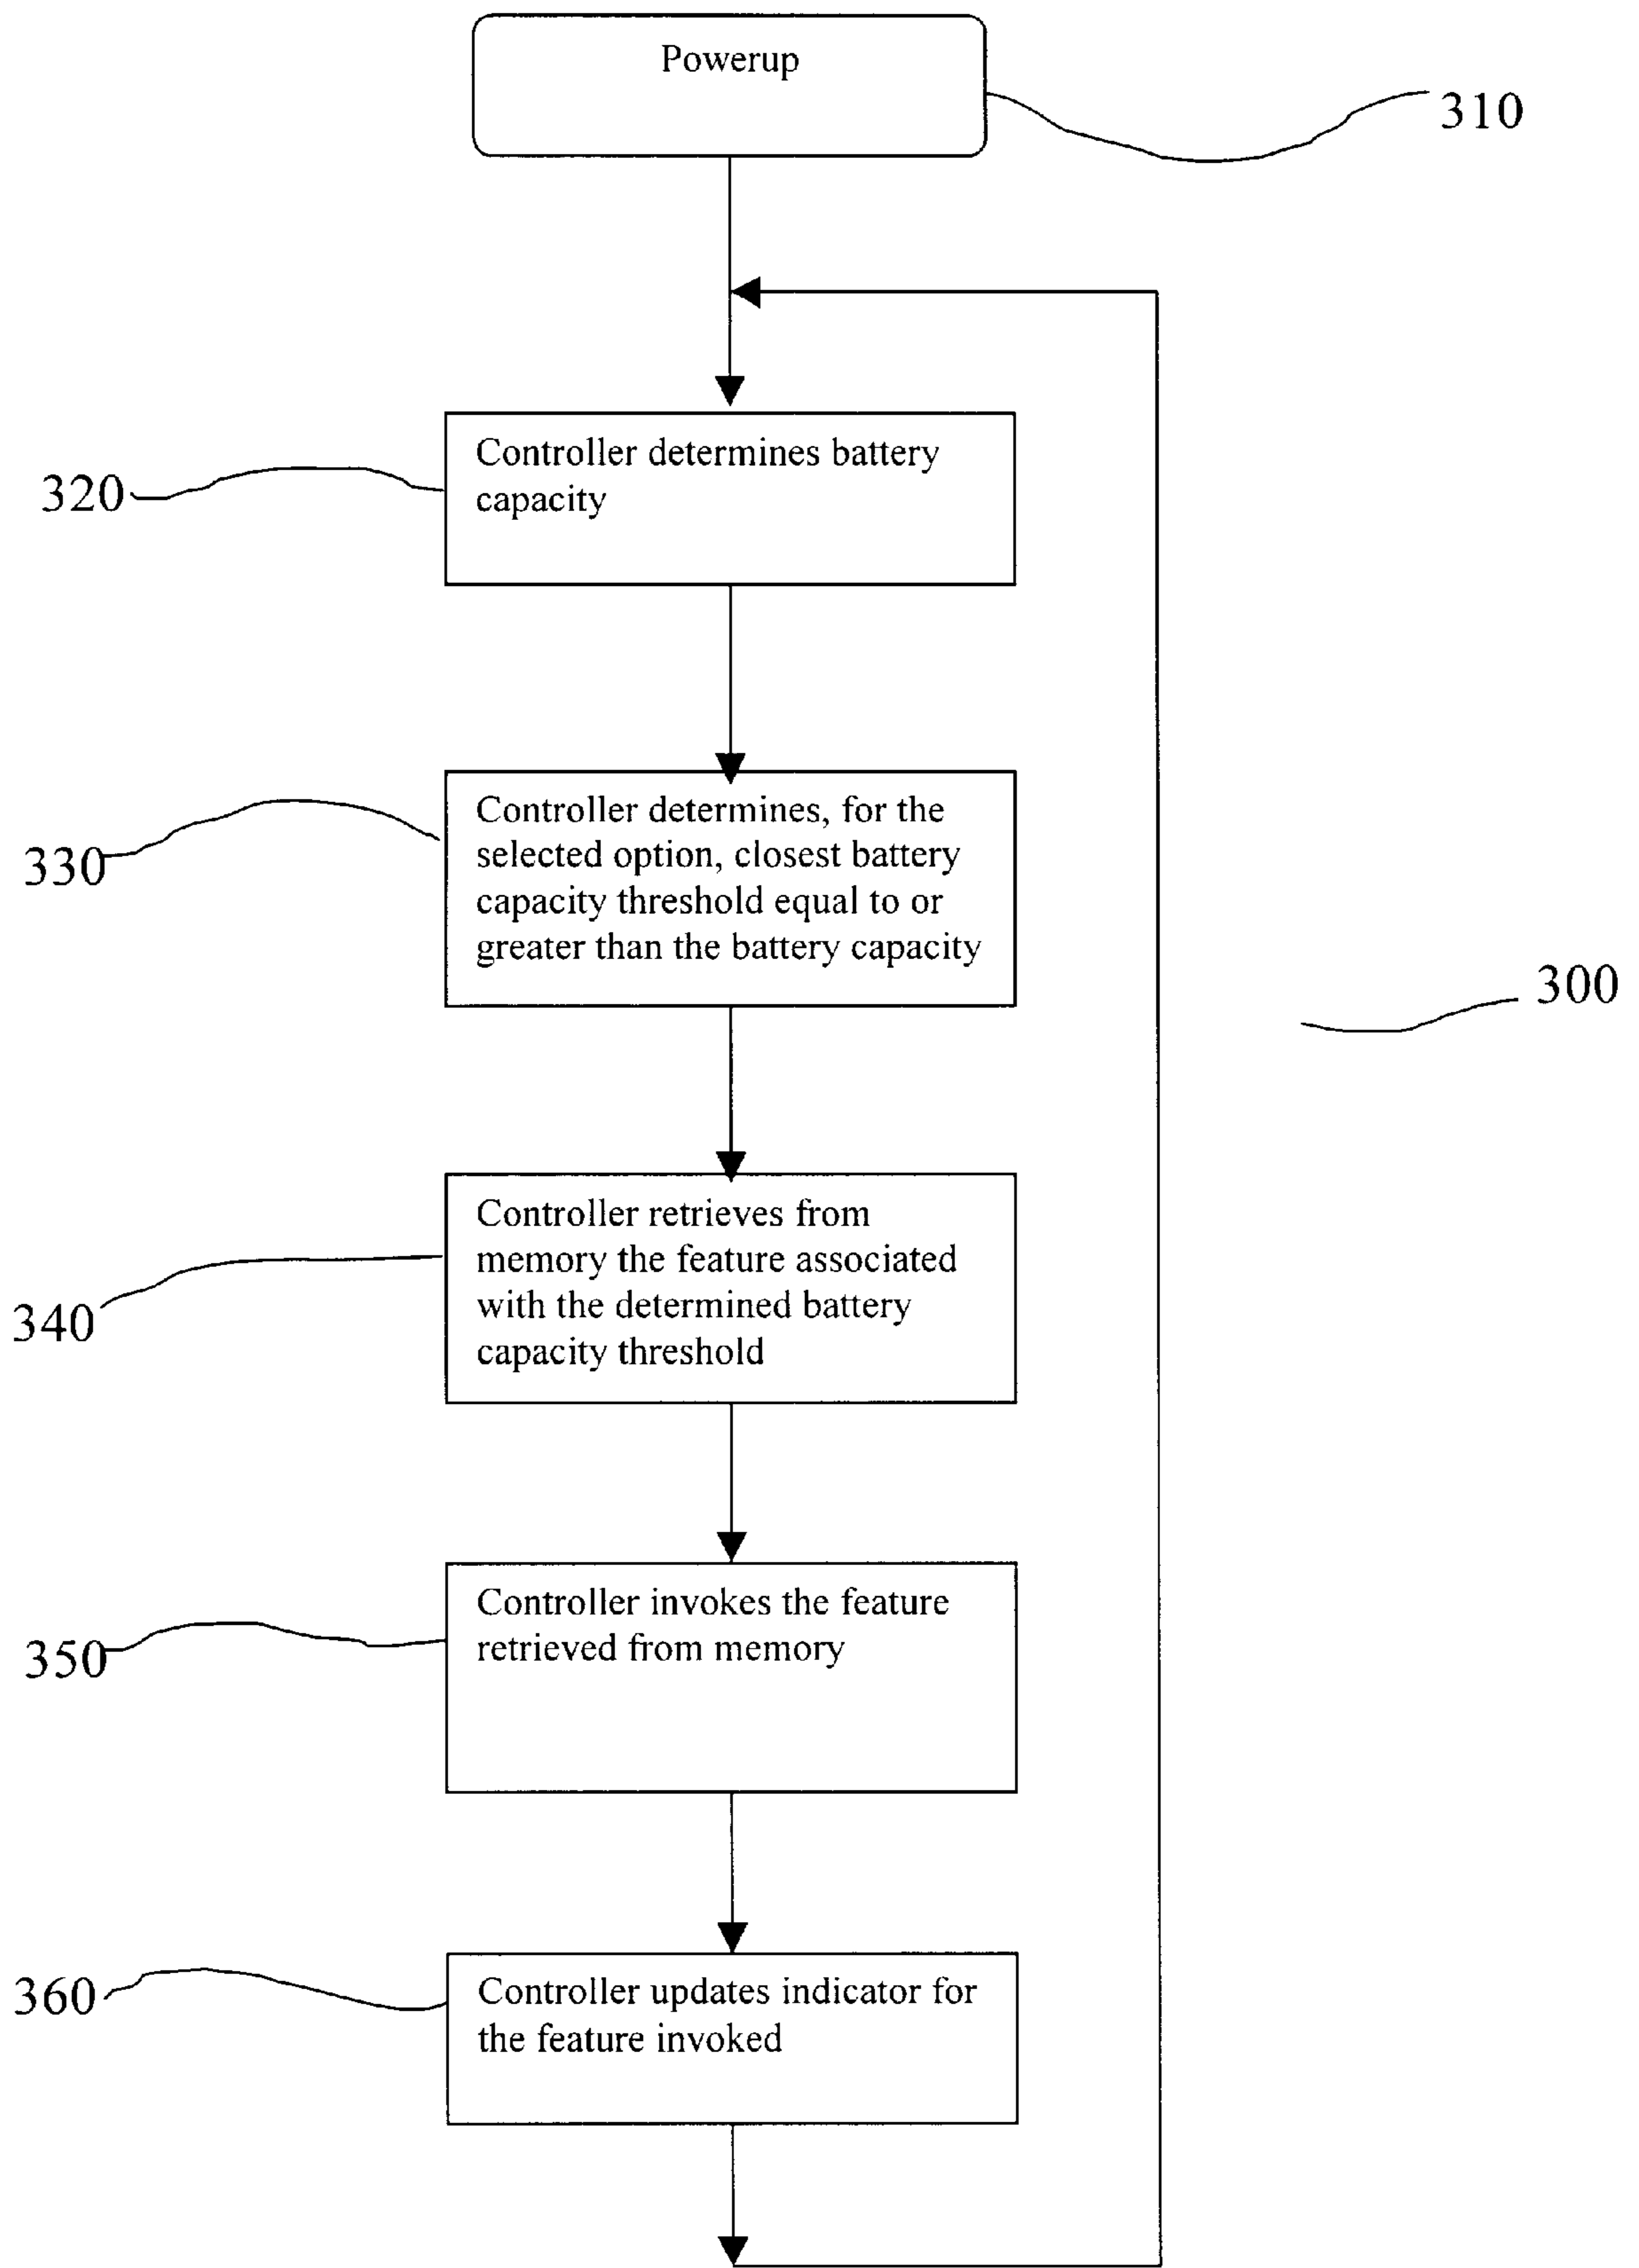 Powerup
310
Controller determines battery
capacity
320
Controller determines, for the
selected option, closest battery
capacity threshold equal to or
greater than the battery capacity
330
300
Controller retrieves from
memory the feature associated
with the determined battery
capacity threshold
340
Controller invokes the feature
retrieved from memory
350
Controller updates indicator for
the feature invoked
360